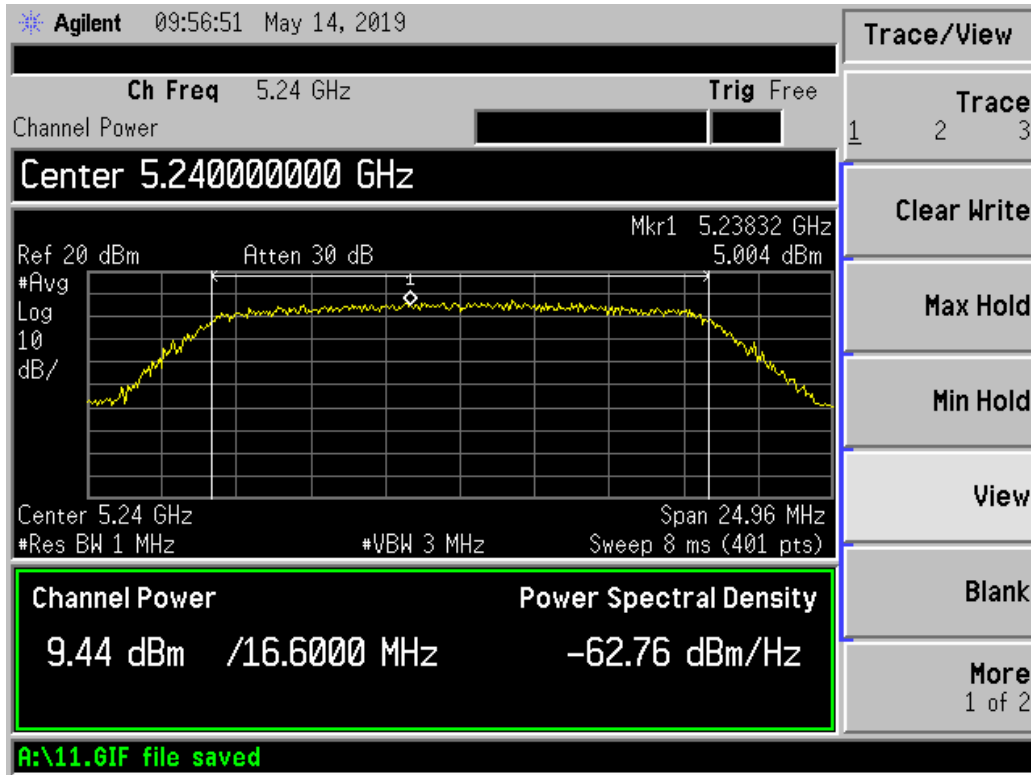 Agilent 09:56:51 May 14, 2019
Trace/View
Ch Freq 5.24 GHz Trig Free
Channel Power
Trace
1 2 3
Center 5.240000000 GHz
Clear Write
Mkr1 5.23832 GHz
Ref 20 dBm Atten 30 dB 5.004 dBm
#Avg
Log
10
dB/
1
Max Hold
Min Hold
View
Center 5.24 GHz Span 24.96 MHz
#Res BW 1 MHz #VBW 3 MHz Sweep 8 ms (401 pts)
Blank
Channel Power Power Spectral Density
9.44 dBm /16.6000 MHz -62.76 dBm/Hz
More
1 of 2
A:\11.GIF file saved